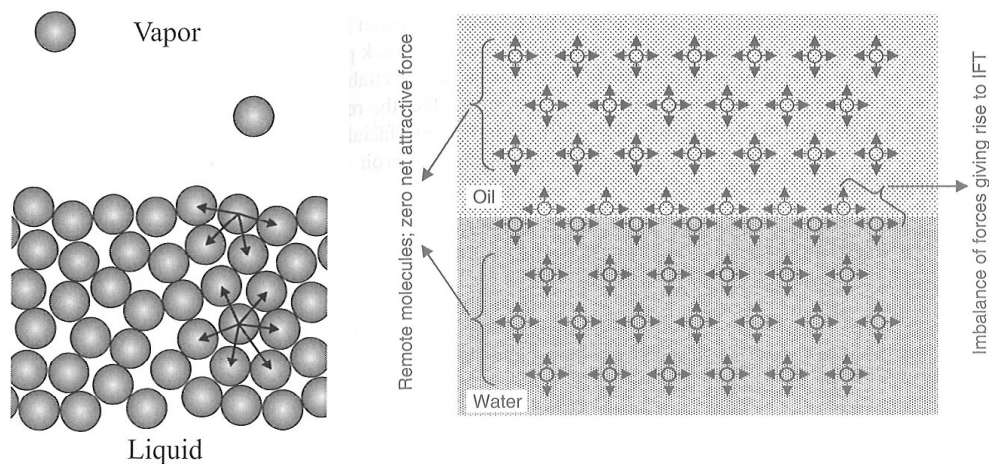 Vapor
Liquid
Remote molecules; zero net attractive force
Oil
Water
Imbalance of forces giving rise to IFT